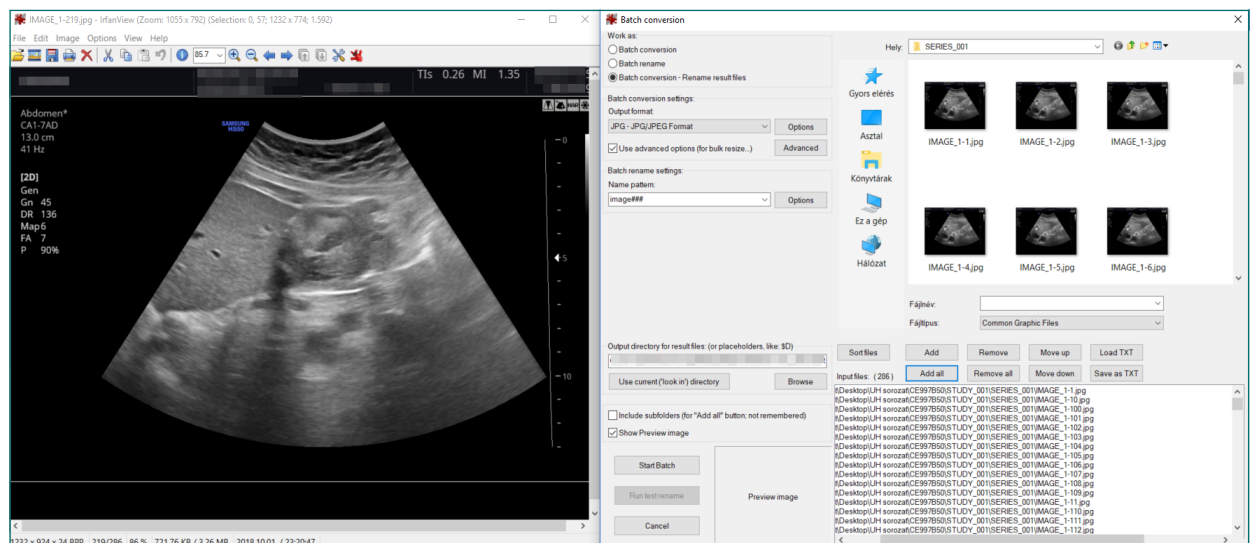 IMAGE_1-219.jpg - IrfanView (Zoom: 1055 x 792) (Selection: 0, 57; 1232 x 774; 1.592)
File Edit Image Options View Help
85.7
TIs 0.26 MI 1.35
Abdomen*
CA1-7AD
13.0 cm
41 Hz
[2D]
Gen
Gn 45
DR 136
Map 6
FA 7
P 90%
SAMSUNG
HS50
0
5
10
1232 x 924 x 24 BPP 219/286 86 % 721.76 KB / 3.26 MB 2018.10.01. / 23:20:47
Batch conversion
Work as:
Batch conversion
Batch rename
Batch conversion - Rename result files
Batch conversion settings:
Output format:
JPG - JPG/JPEG Format
Options
Use advanced options (for bulk resize...)
Advanced
Batch rename settings:
Name pattern:
image###
Options
Output directory for result files: (or placeholders, like: $D)
Use current ('look in') directory
Browse
Include subfolders (for "Add all" button; not remembered)
Show Preview image
Start Batch
Run test rename
Cancel
Preview image
Hely:
SERIES_001
Gyors elérés
Asztal
Könyvtárak
Ez a gép
Hálózat
IMAGE_1-1.jpg
IMAGE_1-2.jpg
IMAGE_1-3.jpg
IMAGE_1-4.jpg
IMAGE_1-5.jpg
IMAGE_1-6.jpg
Fájlnév:
Fájltípus:
Common Graphic Files
Sort files
Add
Remove
Move up
Load TXT
Input files: ( 286 )
Add all
Remove all
Move down
Save as TXT
\Desktop\UH sorozat\CE997B50\STUDY_001\SERIES_001\IMAGE_1-1.jpg
\Desktop\UH sorozat\CE997B50\STUDY_001\SERIES_001\IMAGE_1-10.jpg
\Desktop\UH sorozat\CE997B50\STUDY_001\SERIES_001\IMAGE_1-100.jpg
\Desktop\UH sorozat\CE997B50\STUDY_001\SERIES_001\IMAGE_1-101.jpg
\Desktop\UH sorozat\CE997B50\STUDY_001\SERIES_001\IMAGE_1-102.jpg
\Desktop\UH sorozat\CE997B50\STUDY_001\SERIES_001\IMAGE_1-103.jpg
\Desktop\UH sorozat\CE997B50\STUDY_001\SERIES_001\IMAGE_1-104.jpg
\Desktop\UH sorozat\CE997B50\STUDY_001\SERIES_001\IMAGE_1-105.jpg
\Desktop\UH sorozat\CE997B50\STUDY_001\SERIES_001\IMAGE_1-106.jpg
\Desktop\UH sorozat\CE997B50\STUDY_001\SERIES_001\IMAGE_1-107.jpg
\Desktop\UH sorozat\CE997B50\STUDY_001\SERIES_001\IMAGE_1-108.jpg
\Desktop\UH sorozat\CE997B50\STUDY_001\SERIES_001\IMAGE_1-109.jpg
\Desktop\UH sorozat\CE997B50\STUDY_001\SERIES_001\IMAGE_1-11.jpg
\Desktop\UH sorozat\CE997B50\STUDY_001\SERIES_001\IMAGE_1-110.jpg
\Desktop\UH sorozat\CE997B50\STUDY_001\SERIES_001\IMAGE_1-111.jpg
\Desktop\UH sorozat\CE997B50\STUDY_001\SERIES_001\IMAGE_1-112.jpg